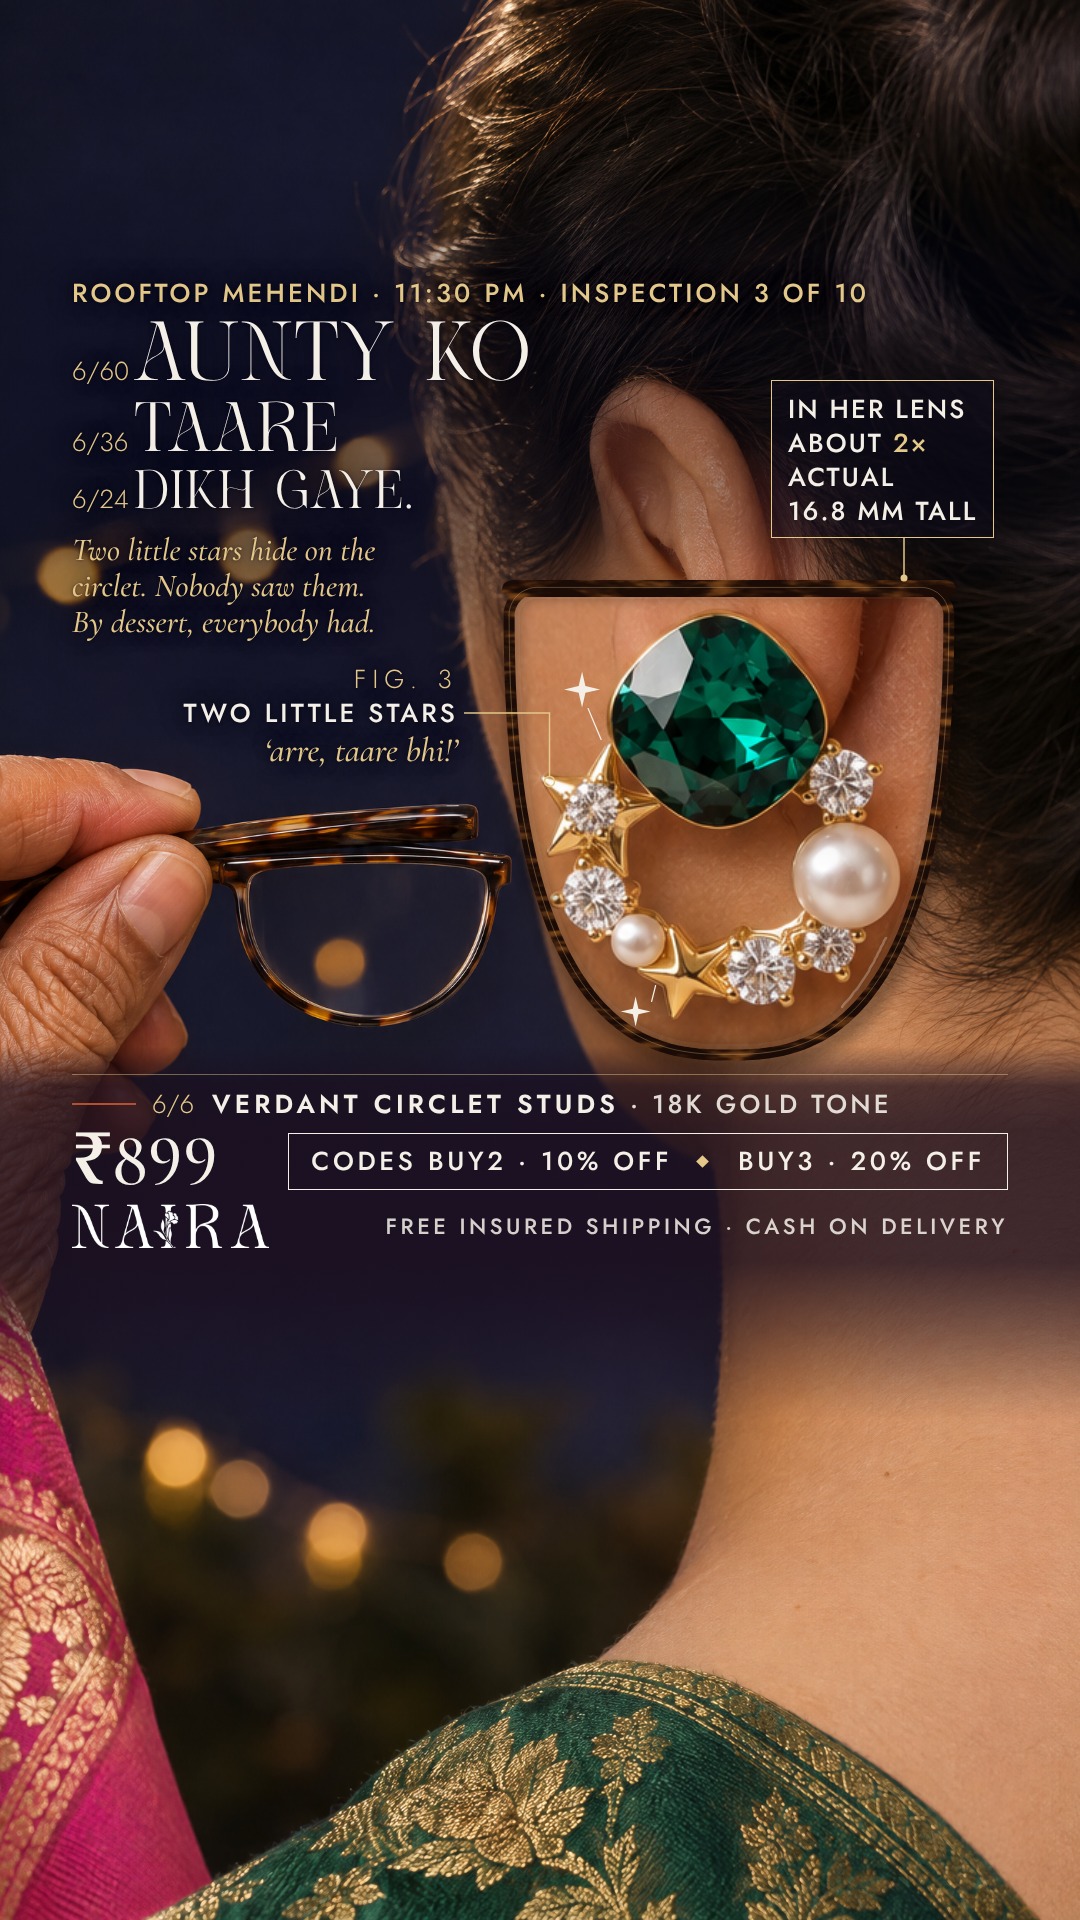 ROOFTOP MEHENDI · 11:30 PM · INSPECTION 3 OF 10
6/60 AUNTY KO
6/36 TAARE
6/24 DIKH GAYE.
Two little stars hide on the
circlet. Nobody saw them.
By dessert, everybody had.
IN HER LENS
ABOUT 2×
ACTUAL
16.8 MM TALL
FIG. 3
TWO LITTLE STARS
‘arre, taare bhi!’
6/6 VERDANT CIRCLET STUDS · 18K GOLD TONE
₹899
CODES BUY2 · 10% OFF ◆ BUY3 · 20% OFF
NAIRA
FREE INSURED SHIPPING · CASH ON DELIVERY